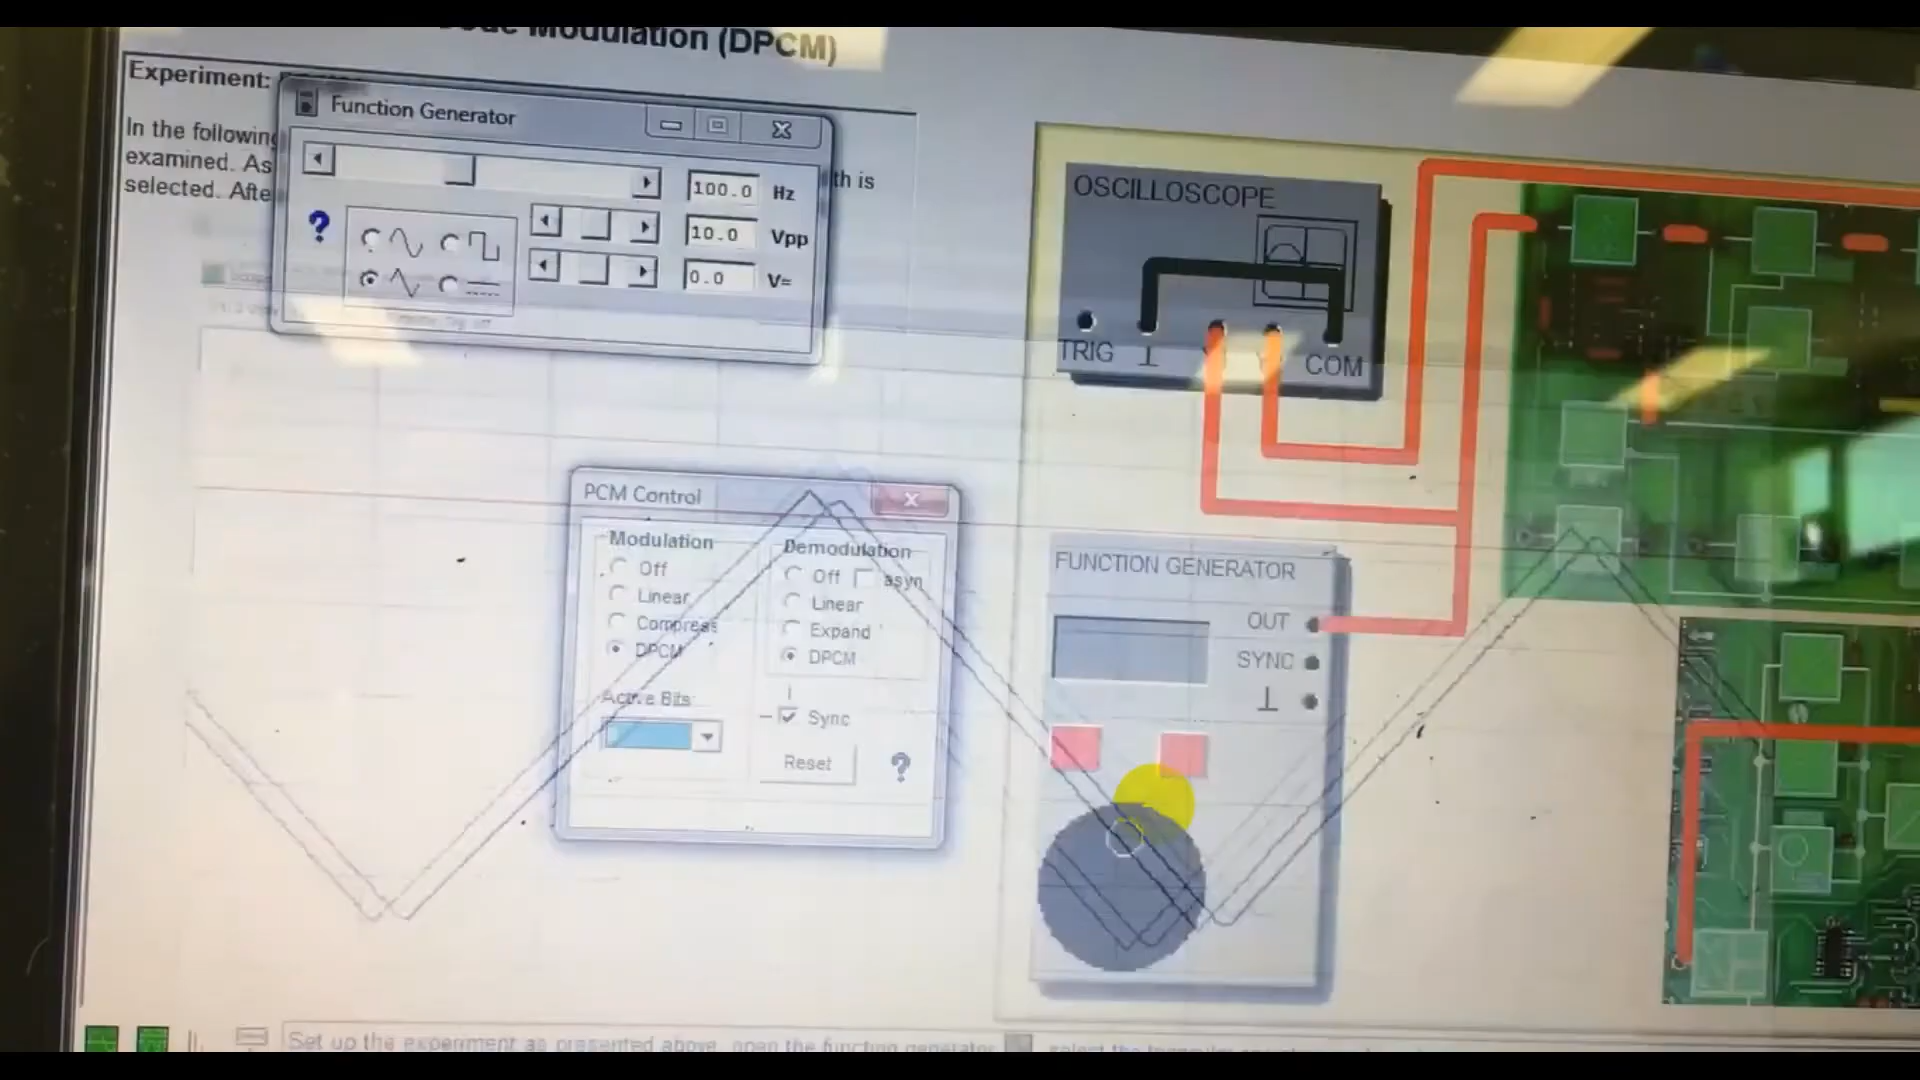 Modulation (DPCM)
Experiment:
In the following
examined. As
th is
selected. Afte
Function Generator
100.0 Hz
10.0 Vpp
0.0 V=
?
OSCILLOSCOPE
TRIG ⊥ COM
PCM Control
Modulation
Off
Linear
Compress
DPCM
Active Bits
Demodulation
Off asyn
Linear
Expand
DPCM
Sync
Reset
?
FUNCTION GENERATOR
OUT
SYNC
⊥
Set up the experiment as presented above, open the function generator